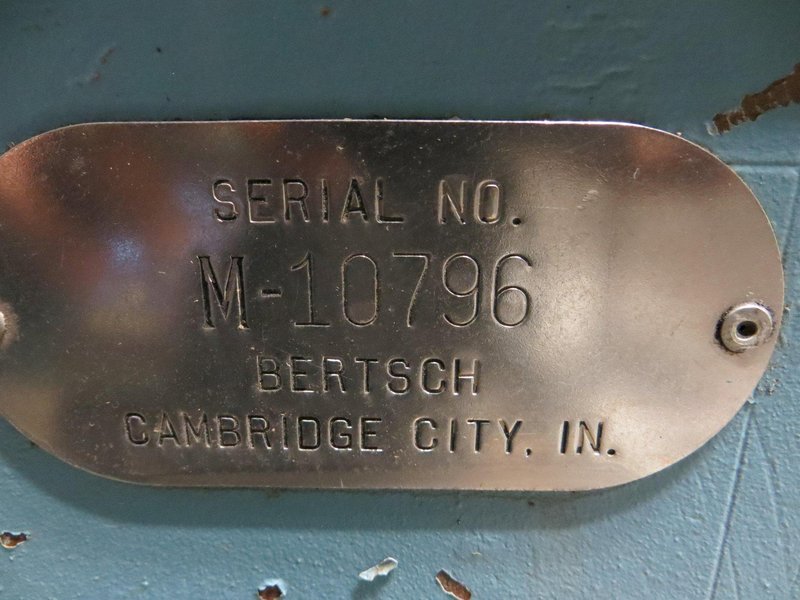 SERIAL NO.
M-10796
BERTSCH
CAMBRIDGE CITY, IN.